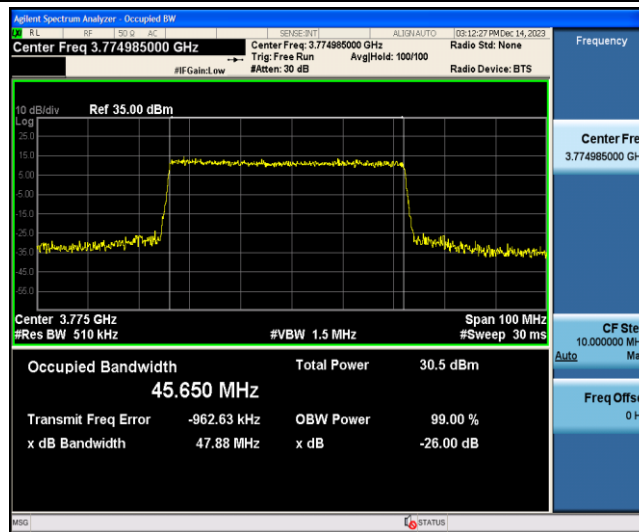 Agilent Spectrum Analyzer - Occupied BW
RL RF 50 Ω AC SENSE:INT ALIGN AUTO 03:12:27 PM Dec 14, 2023
Center Freq 3.774985000 GHz
Center Freq: 3.774985000 GHz
Radio Std: None
Trig: Free Run Avg|Hold: 100/100
#IFGain:Low #Atten: 30 dB Radio Device: BTS
Frequency
10 dB/div Ref 35.00 dBm
Log
25.0
15.0
5.00
-5.00
-15.0
-25.0
-35.0
-45.0
-55.0
Center 3.775 GHz Span 100 MHz
#Res BW 510 kHz #VBW 1.5 MHz #Sweep 30 ms
Center Fre
3.774985000 GH
CF Ste
10.000000 MH
Auto Ma
Freq Offse
0 H
Occupied Bandwidth Total Power 30.5 dBm
45.650 MHz
Transmit Freq Error -962.63 kHz OBW Power 99.00 %
x dB Bandwidth 47.88 MHz x dB -26.00 dB
MSG STATUS